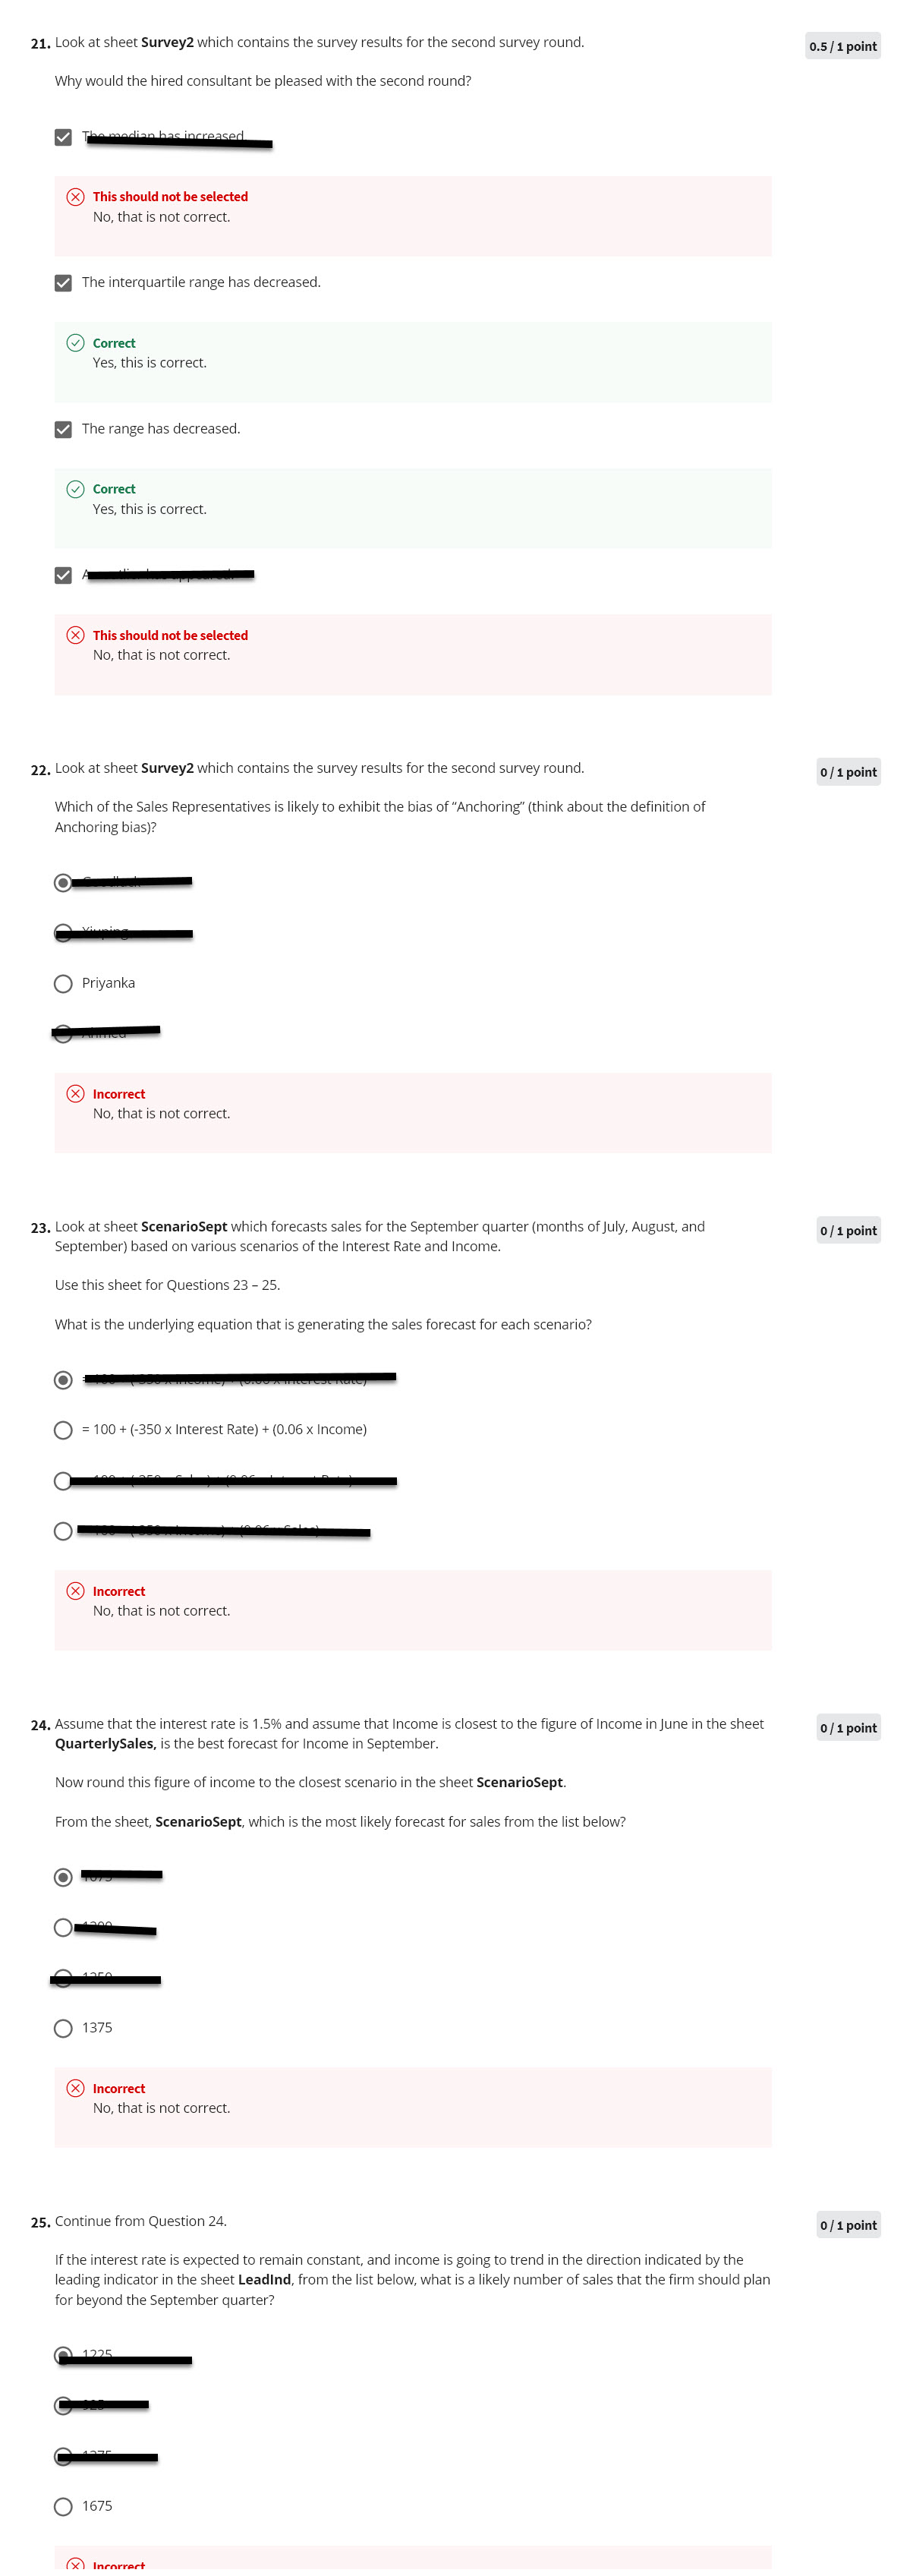 21. Look at sheet Survey2 which contains the survey results for the second survey round.
0.5 / 1 point
Why would the hired consultant be pleased with the second round?
The median has increased.
This should not be selected
No, that is not correct.
The interquartile range has decreased.
Correct
Yes, this is correct.
The range has decreased.
Correct
Yes, this is correct.
This should not be selected
No, that is not correct.
22. Look at sheet Survey2 which contains the survey results for the second survey round.
0 / 1 point
Which of the Sales Representatives is likely to exhibit the bias of “Anchoring” (think about the definition of
Anchoring bias)?
Xiuping
Priyanka
Ahmed
Incorrect
No, that is not correct.
23. Look at sheet ScenarioSept which forecasts sales for the September quarter (months of July, August, and
0 / 1 point
September) based on various scenarios of the Interest Rate and Income.
Use this sheet for Questions 23 – 25.
What is the underlying equation that is generating the sales forecast for each scenario?
= 100 + (-350 x Interest Rate) + (0.06 x Income)
Incorrect
No, that is not correct.
24. Assume that the interest rate is 1.5% and assume that Income is closest to the figure of Income in June in the sheet
0 / 1 point
QuarterlySales, is the best forecast for Income in September.
Now round this figure of income to the closest scenario in the sheet ScenarioSept.
From the sheet, ScenarioSept, which is the most likely forecast for sales from the list below?
1375
Incorrect
No, that is not correct.
25. Continue from Question 24.
0 / 1 point
If the interest rate is expected to remain constant, and income is going to trend in the direction indicated by the
leading indicator in the sheet LeadInd, from the list below, what is a likely number of sales that the firm should plan
for beyond the September quarter?
1225
1675
Incorrect